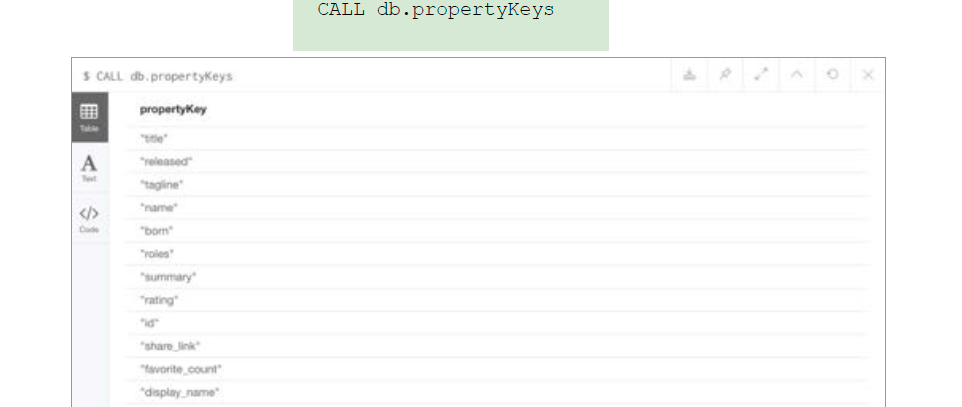 CALL db.propertyKeys
$ CALL db.propertyKeys
Table
propertyKey
"title"
"released"
Text
"tagline"
"name"
Code
"born"
"roles"
"summary"
"rating"
"id"
"share_link"
"favorite_count"
"display_name"